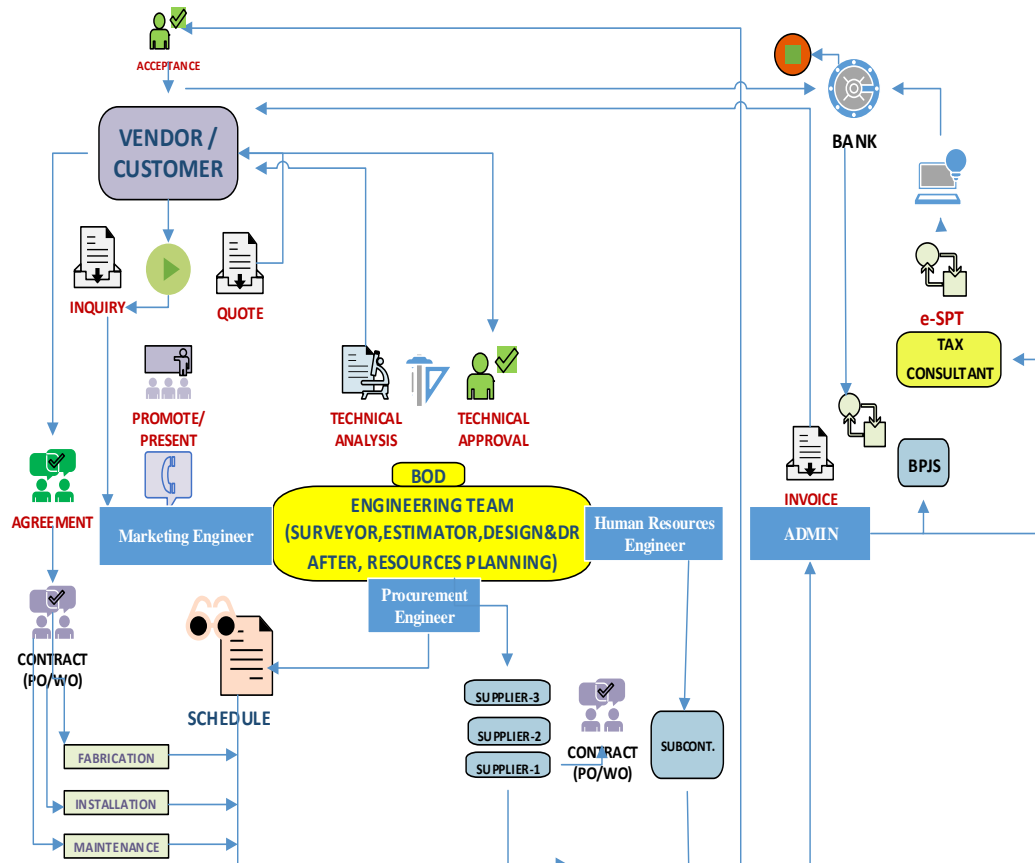 ACCEPTANCE
VENDOR /
CUSTOMER
BANK
INQUIRY
QUOTE
e-SPT
TAX
CONSULTANT
PROMOTE/
PRESENT
TECHNICAL
ANALYSIS
TECHNICAL
APPROVAL
BPJS
INVOICE
AGREEMENT
Marketing Engineer
BOD
ENGINEERING TEAM
(SURVEYOR,ESTIMATOR,DESIGN&DR
AFTER, RESOURCES PLANNING)
Human Resources
Engineer
ADMIN
Procurement
Engineer
CONTRACT
(PO/WO)
SCHEDULE
SUPPLIER-3
SUPPLIER-2
SUPPLIER-1
CONTRACT
(PO/WO)
SUBCONT.
FABRICATION
INSTALLATION
MAINTENANCE